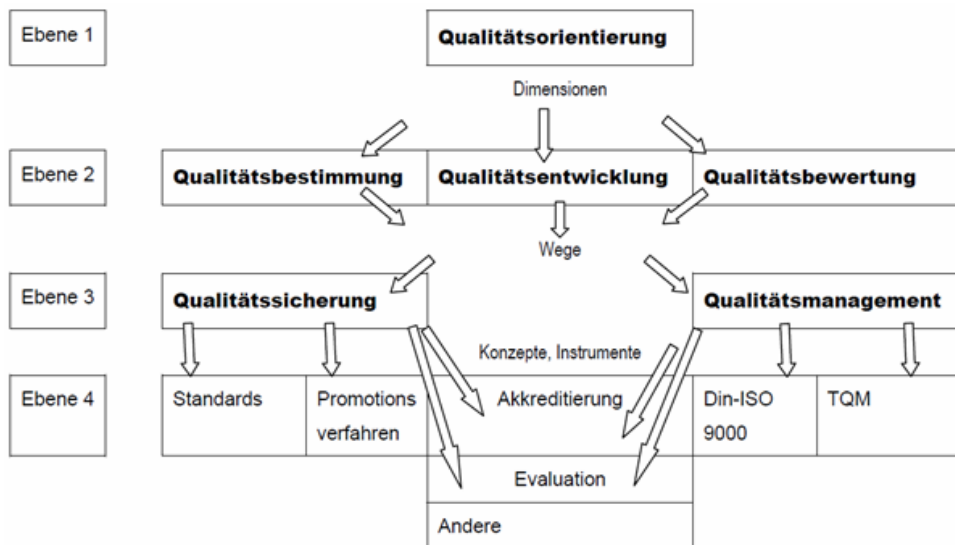 Ebene 1
Qualitätsorientierung
Dimensionen
Ebene 2
Qualitätsbestimmung
Qualitätsentwicklung
Qualitätsbewertung
Wege
Ebene 3
Qualitätssicherung
Qualitätsmanagement
Konzepte, Instrumente
Ebene 4
Standards
Promotions
verfahren
Akkreditierung
Din-ISO
9000
TQM
Evaluation
Andere